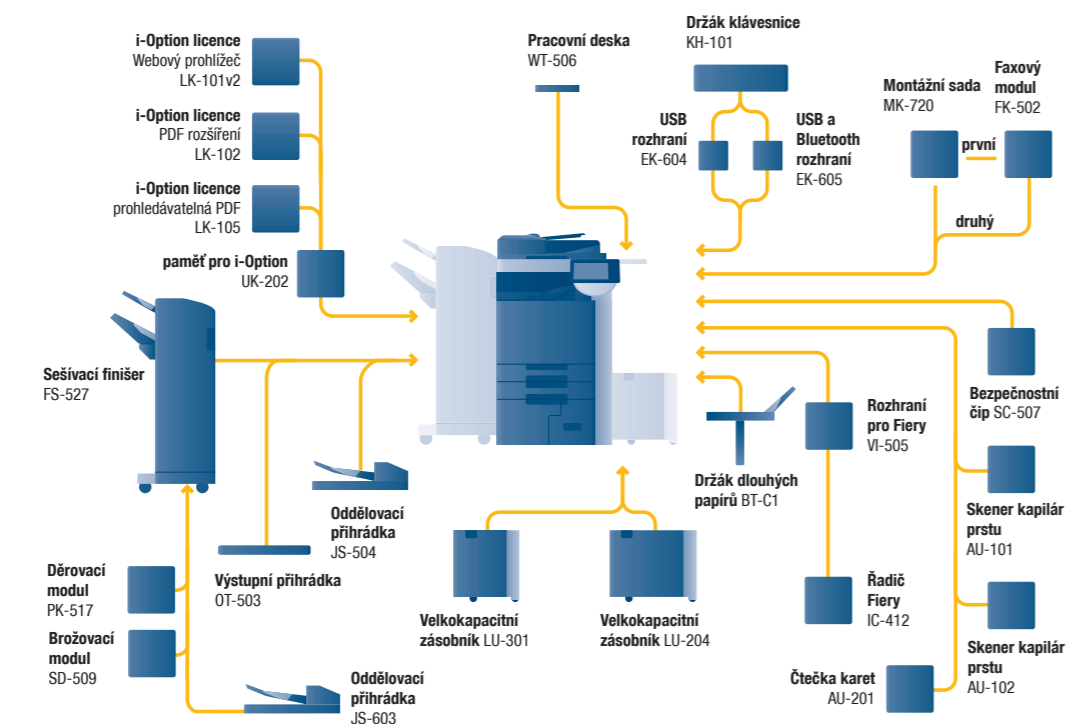 i-Option licence
Webový prohlížeč
LK-101v2
i-Option licence
PDF rozšíření
LK-102
i-Option licence
prohledávatelná PDF
LK-105
paměť pro i-Option
UK-202
Pracovní deska
WT-506
Držák klávesnice
KH-101
USB
rozhraní
EK-604
USB a
Bluetooth
rozhraní
EK-605
Montážní sada
MK-720
Faxový
modul
FK-502
první
druhý
Sešívací finišer
FS-527
Oddělovací
přihrádka
JS-504
Výstupní přihrádka
OT-503
Děrovací
modul
PK-517
Brožovací
modul
SD-509
Oddělovací
přihrádka
JS-603
Velkokapacitní
zásobník LU-301
Velkokapacitní
zásobník LU-204
Držák dlouhých
papírů BT-C1
Rozhraní
pro Fiery
VI-505
Řadič
Fiery
IC-412
Bezpečnostní
čip SC-507
Skener kapilár
prstu
AU-101
Skener kapilár
prstu
AU-102
Čtečka karet
AU-201